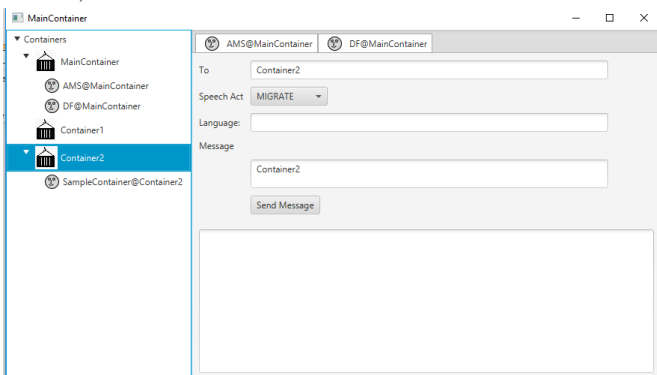 MainContainer
Containers
MainContainer
AMS@MainContainer
DF@MainContainer
Container1
Container2
SampleContainer@Container2
AMS@MainContainer DF@MainContainer
To Container2
Speech Act MIGRATE
Language:
Message
Container2
Send Message